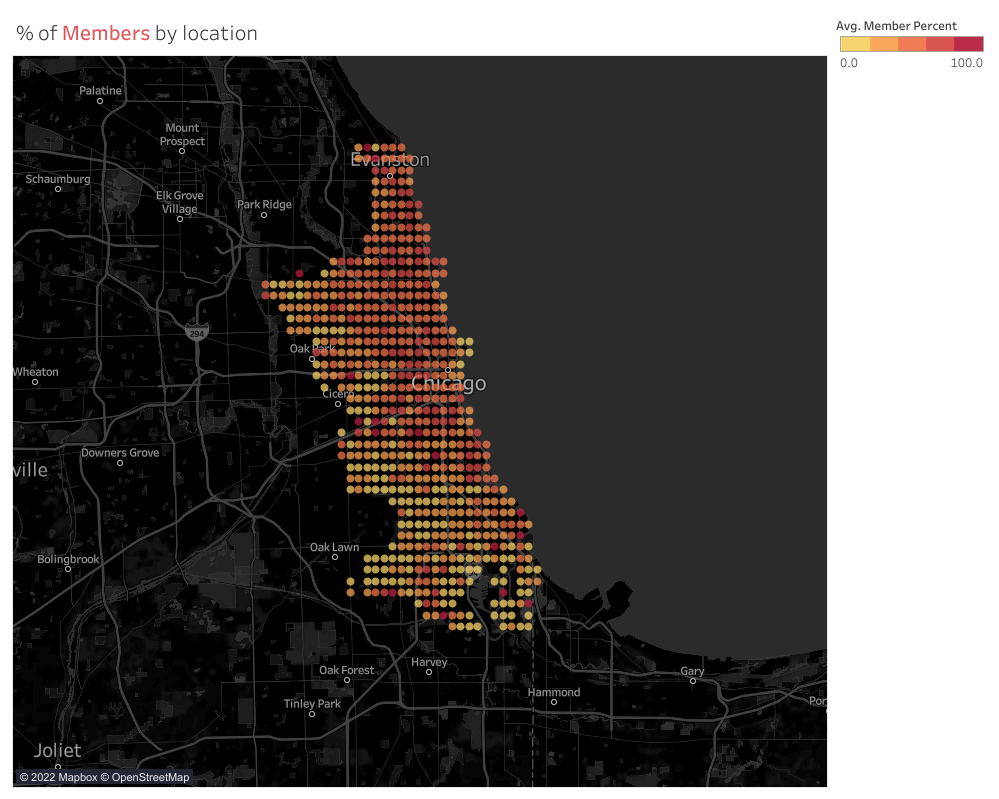 % of Members by location
Avg. Member Percent
0.0 100.0
Palatine
Mount
Prospect
Schaumburg
Evanston
Elk Grove
Village
Park Ridge
294
Oak Park
Wheaton
Chicago
Cicero
Downers Grove
ville
Oak Lawn
Bolingbrook
Harvey
Oak Forest
Gary
Hammond
Tinley Park
Por
Joliet
© 2022 Mapbox © OpenStreetMap